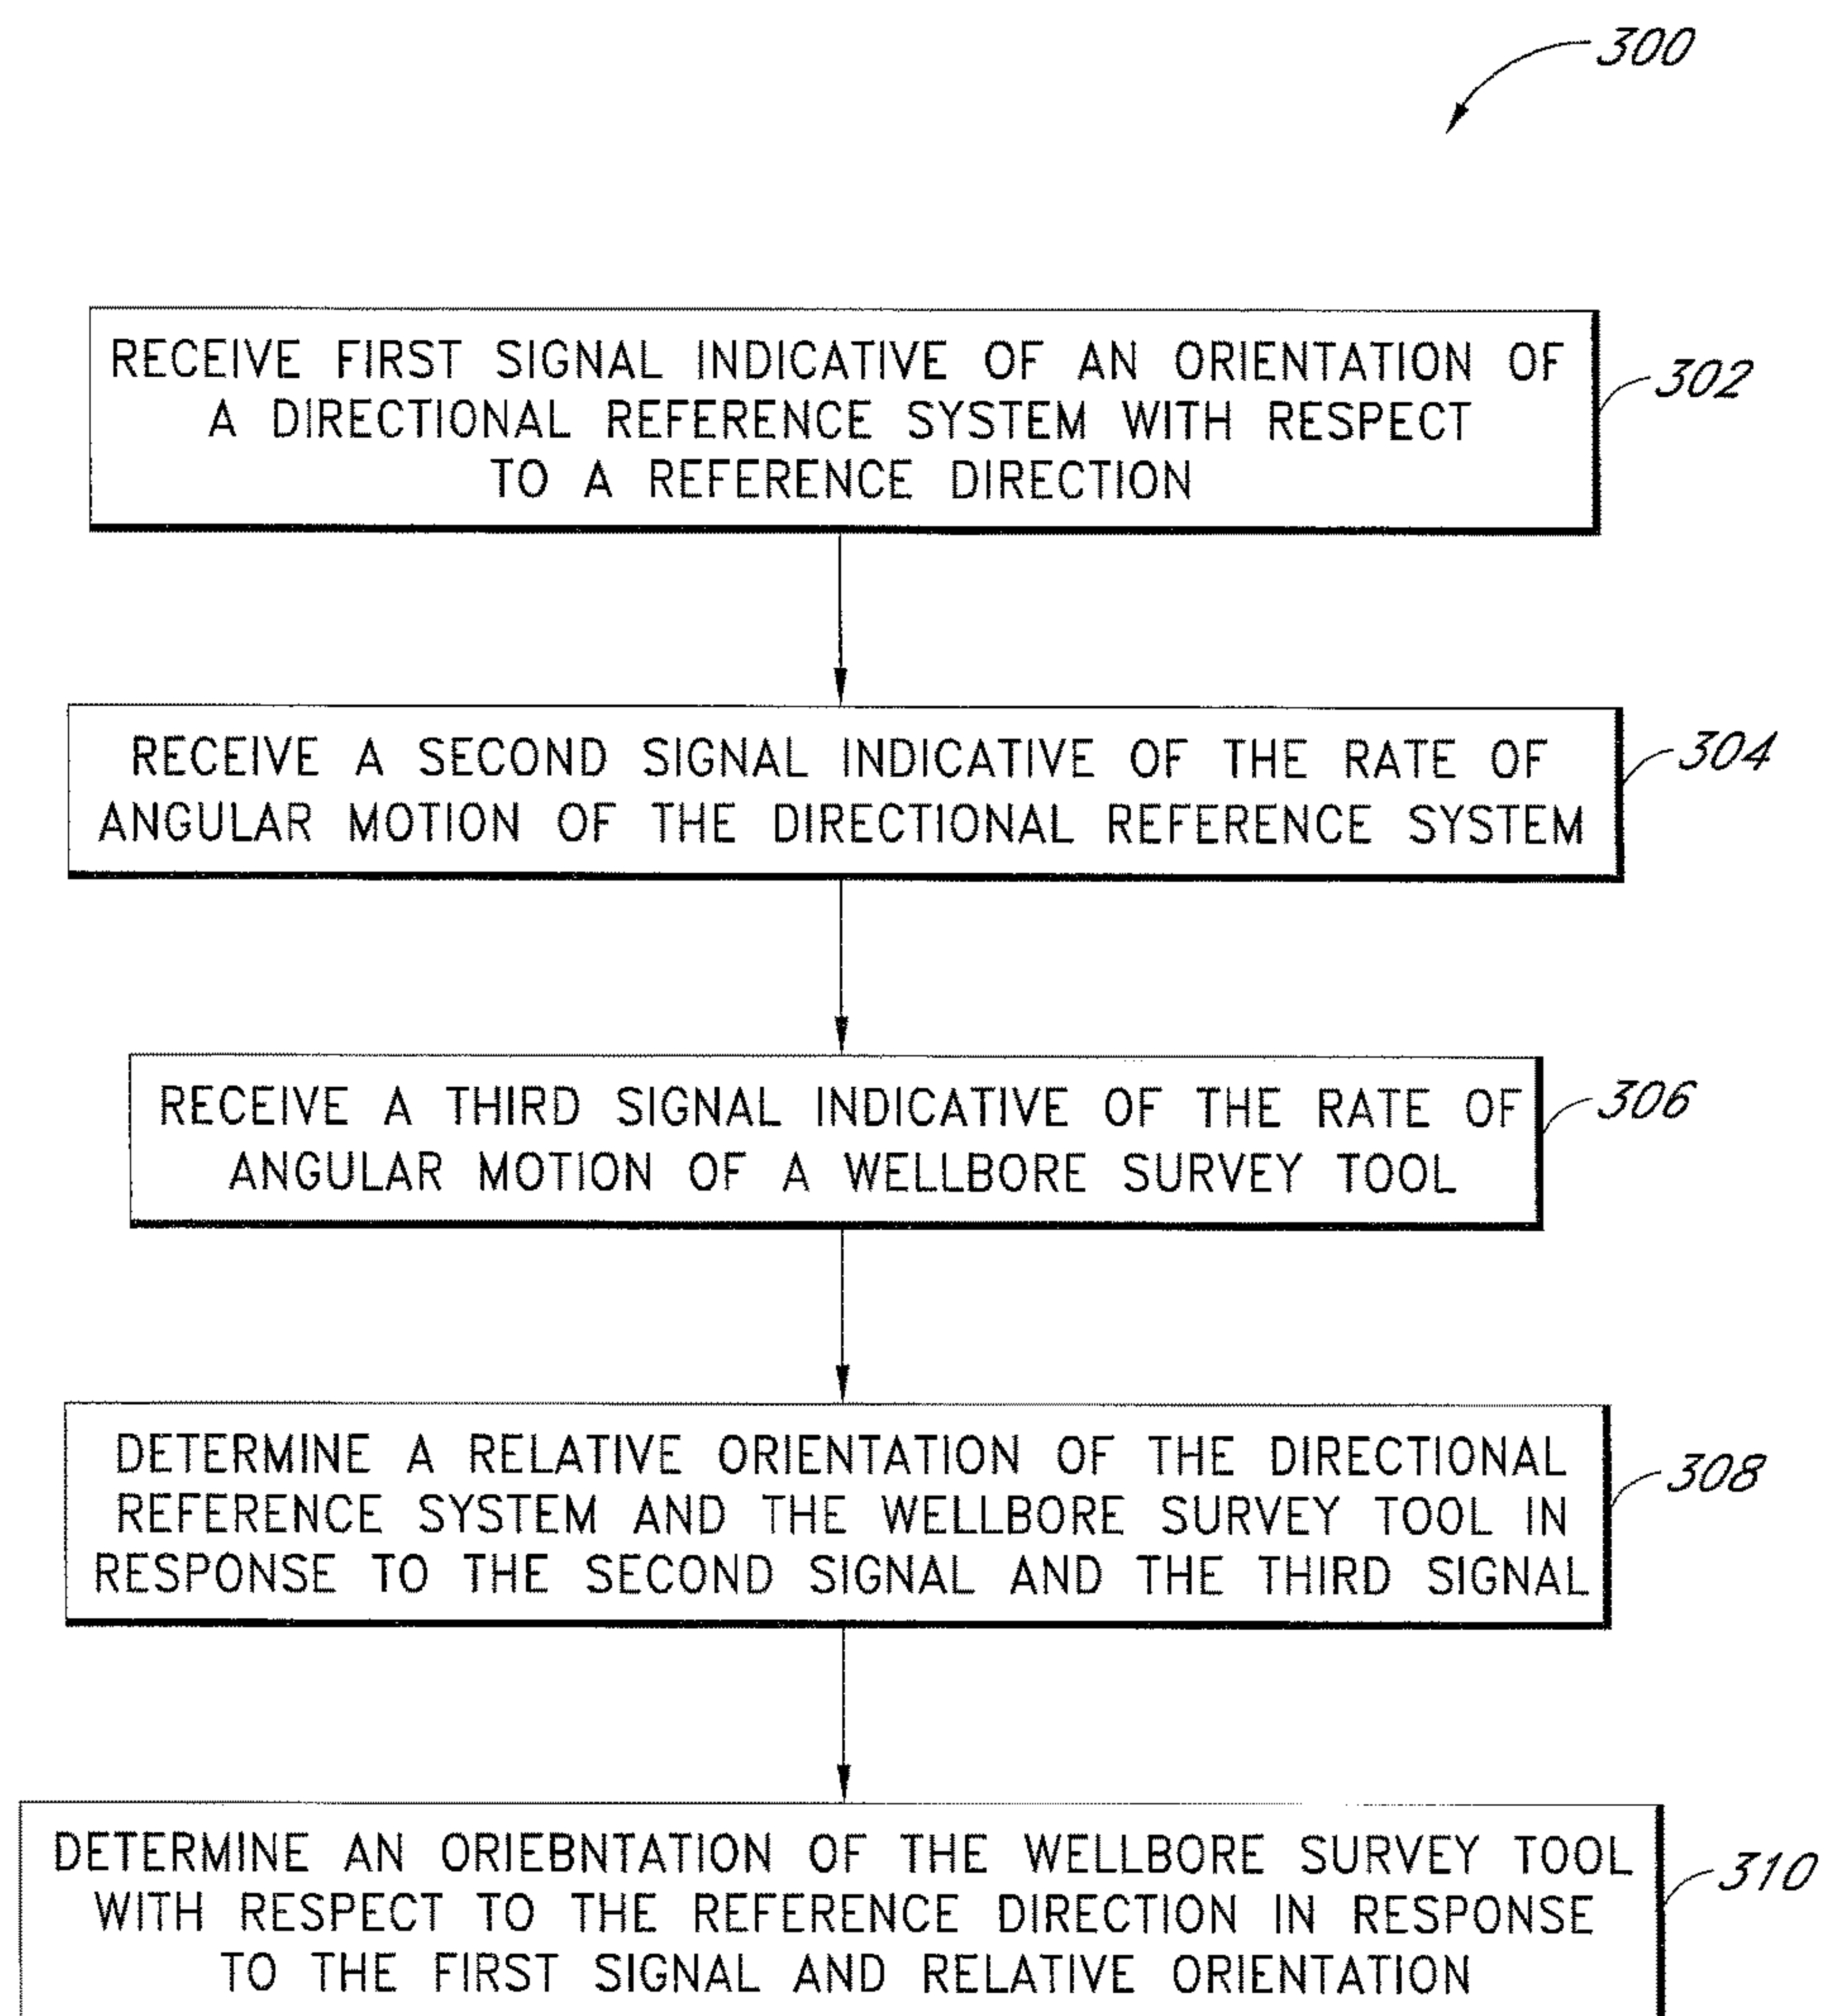 300
RECEIVE FIRST SIGNAL INDICATIVE OF AN ORIENTATION OF
A DIRECTIONAL REFERENCE SYSTEM WITH RESPECT
TO A REFERENCE DIRECTION
302
RECEIVE A SECOND SIGNAL INDICATIVE OF THE RATE OF
ANGULAR MOTION OF THE DIRECTIONAL REFERENCE SYSTEM
304
RECEIVE A THIRD SIGNAL INDICATIVE OF THE RATE OF
ANGULAR MOTION OF A WELLBORE SURVEY TOOL
306
DETERMINE A RELATIVE ORIENTATION OF THE DIRECTIONAL
REFERENCE SYSTEM AND THE WELLBORE SURVEY TOOL IN
RESPONSE TO THE SECOND SIGNAL AND THE THIRD SIGNAL
308
DETERMINE AN ORIEBNTATION OF THE WELLBORE SURVEY TOOL
WITH RESPECT TO THE REFERENCE DIRECTION IN RESPONSE
TO THE FIRST SIGNAL AND RELATIVE ORIENTATION
310